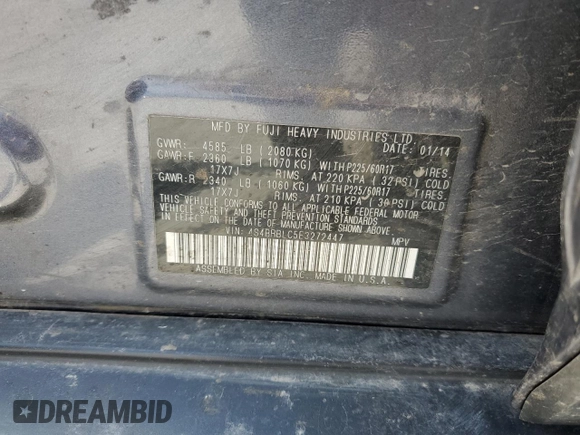 MFD BY FUJI HEAVY INDUSTRIES LTD.
GVWR: 4585 LB (2080 KG) DATE: 01/14
GAWR:F 2360 LB (1070 KG) WITH P225/60R17 TIRES.
17X7J RIMS. AT 220 KPA (32 PSI) COLD
GAWR:R 2340 LB (1060 KG) WITH P225/60R17 TIRES.
17X7J RIMS. AT 210 KPA (30 PSI) COLD
THIS VEHICLE CONFORMS TO ALL APPLICABLE FEDERAL MOTOR
VEHICLE SAFETY, BUMPER, AND THEFT PREVENTION STANDARDS
IN EFFECT ON THE DATE OF MANUFACTURE SHOWN ABOVE.
VIN: 4S4BRBLC5E3272447 MPV
ASSEMBLED BY SIA INC. MADE IN U.S.A.
DREAMBID